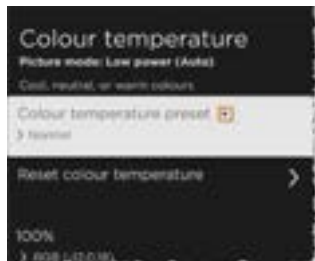 Colour temperature
Picture mode: Low power (Auto)
Cool, neutral, or warm colours
Colour temperature preset
> Normal
Reset colour temperature >
100%